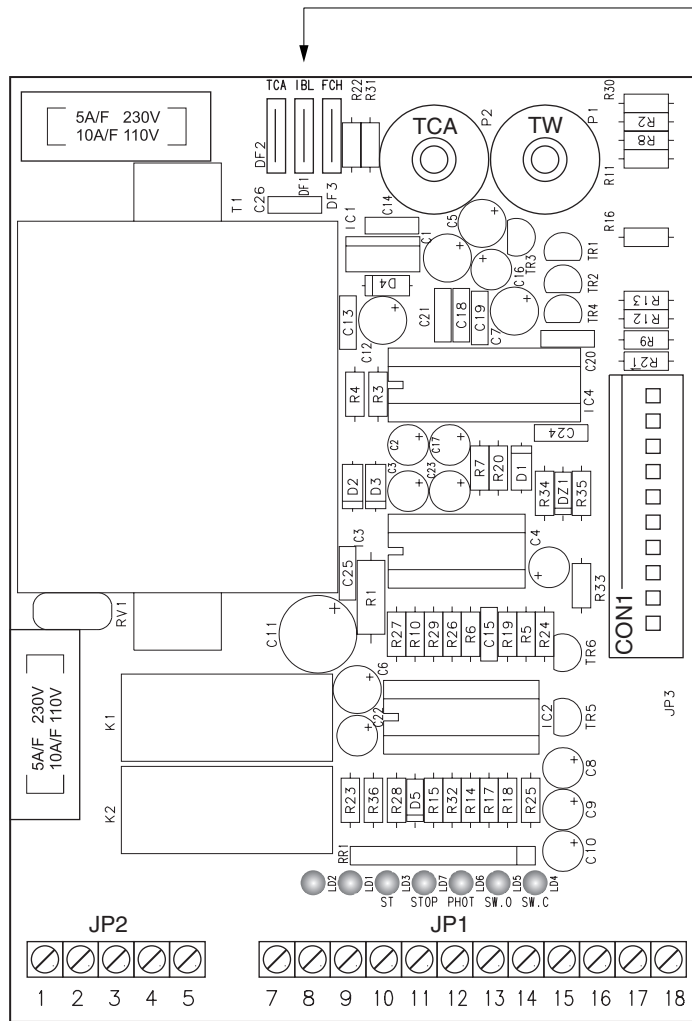 TCA IBL FCH
R22
R31
R30
5A/F 230V
10A/F 110V
DF2
DF1
DF3
TCA
P2
TW
P1
R2
R8
R11
T1
C26
IC1
C14
C5
C1
TR3
TR1
R16
C16
TR2
D4
C13
C12
C21
C18
C19
C7
TR4
R13
R12
R9
R21
C20
R4
R3
IC4
C24
C2
C17
C3
C23
D2
D3
R7
R20
D1
R34
DZ1
R35
IC3
C25
R1
C4
R33
CON1
RV1
C11
R27
R10
R29
R26
R6
C15
R19
R5
R24
TR6
5A/F 230V
10A/F 110V
K1
C6
C22
IC2
TR5
JP3
K2
C8
R23
R36
R28
D5
R15
R32
R14
R17
R18
R25
C9
C10
RR1
LD2 LD1 LD3 LD7 LD6 LD5 LD4
ST STOP PHOT SW.O SW.C
JP2 JP1
1 2 3 4 5 7 8 9 10 11 12 13 14 15 16 17 18